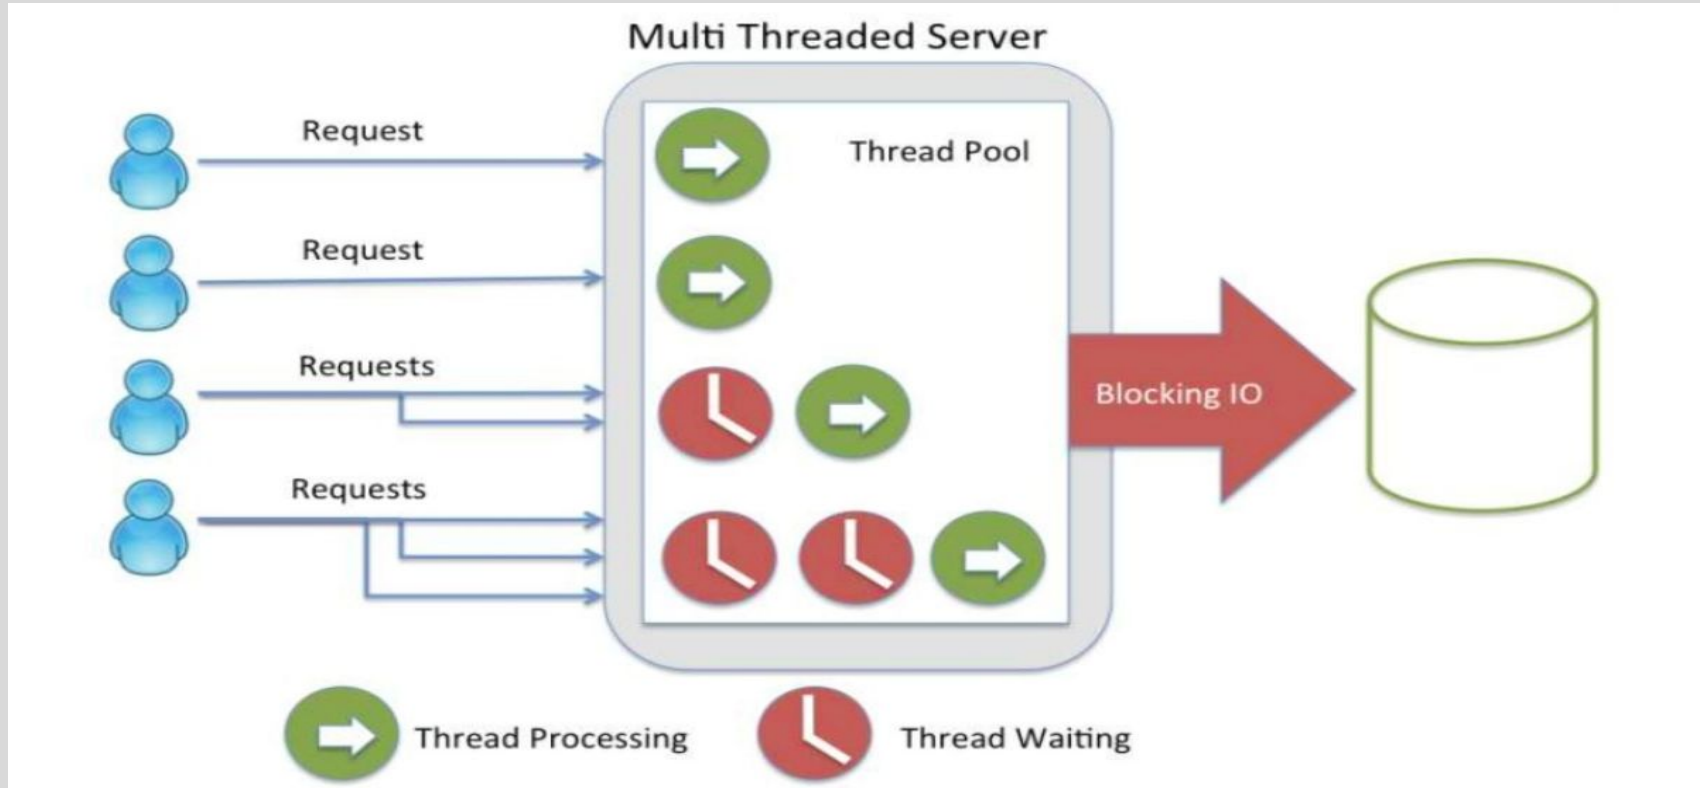 Multi Threaded Server
Request
Thread Pool
Request
Requests
Blocking IO
Requests
Thread Processing
Thread Waiting